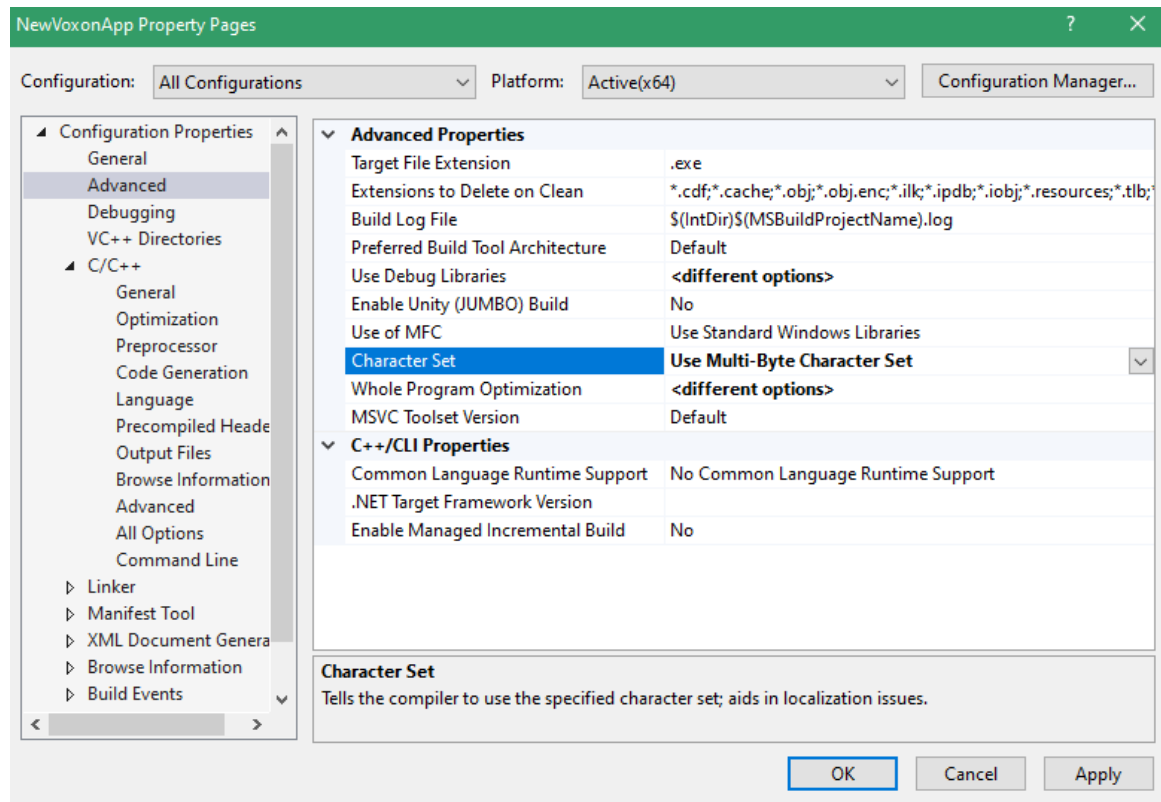 NewVoxonApp Property Pages ? ×
Configuration: All Configurations Platform: Active(x64) Configuration Manager...
Configuration Properties
General
Advanced
Debugging
VC++ Directories
C/C++
General
Optimization
Preprocessor
Code Generation
Language
Precompiled Heade
Output Files
Browse Information
Advanced
All Options
Command Line
Linker
Manifest Tool
XML Document Genera
Browse Information
Build Events
Advanced Properties
Target File Extension .exe
Extensions to Delete on Clean *.cdf;*.cache;*.obj;*.obj.enc;*.ilk;*.ipdb;*.iobj;*.resources;*.tlb;*
Build Log File $(IntDir)$(MSBuildProjectName).log
Preferred Build Tool Architecture Default
Use Debug Libraries <different options>
Enable Unity (JUMBO) Build No
Use of MFC Use Standard Windows Libraries
Character Set Use Multi-Byte Character Set
Whole Program Optimization <different options>
MSVC Toolset Version Default
C++/CLI Properties
Common Language Runtime Support No Common Language Runtime Support
.NET Target Framework Version
Enable Managed Incremental Build No
Character Set
Tells the compiler to use the specified character set; aids in localization issues.
OK Cancel Apply